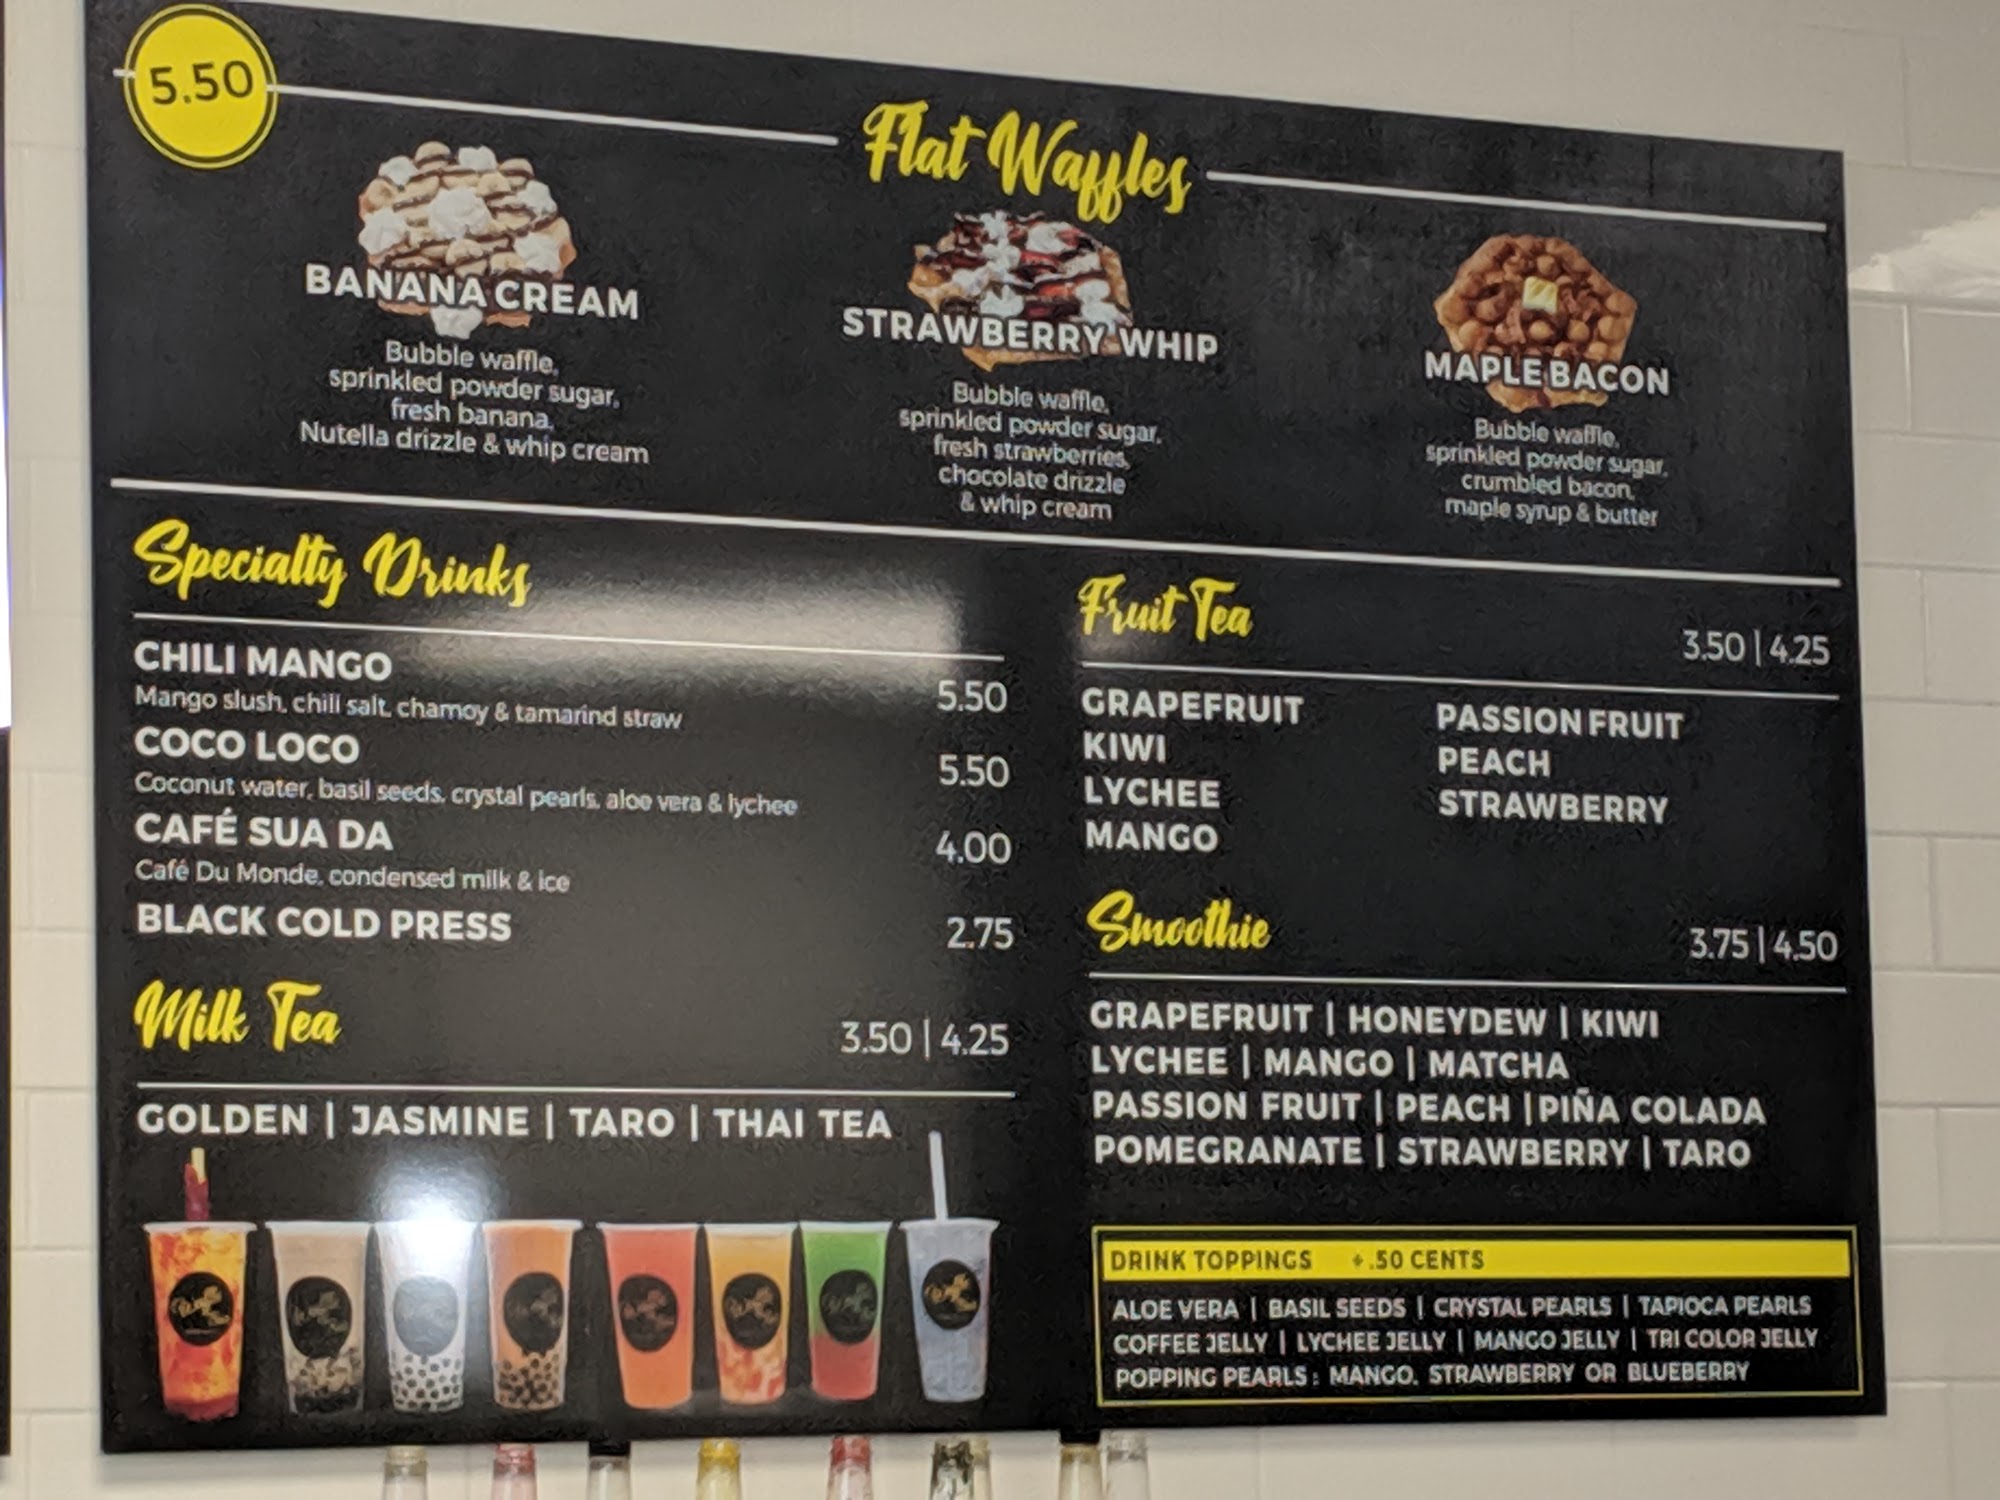 5.50
Flat Waffles
BANANA CREAM
Bubble waffle,
sprinkled powder sugar,
fresh banana,
Nutella drizzle & whip cream
STRAWBERRY WHIP
Bubble waffle,
sprinkled powder sugar,
fresh strawberries,
chocolate drizzle
& whip cream
MAPLE BACON
Bubble waffle,
sprinkled powder sugar,
crumbled bacon,
maple syrup & butter
Specialty Drinks
CHILI MANGO 5.50
Mango slush, chili salt, chamoy & tamarind straw
COCO LOCO 5.50
Coconut water, basil seeds, crystal pearls, aloe vera & lychee
CAFÉ SUA DA 4.00
Café Du Monde, condensed milk & ice
BLACK COLD PRESS 2.75
Milk Tea 3.50 | 4.25
GOLDEN | JASMINE | TARO | THAI TEA
Fruit Tea 3.50 | 4.25
GRAPEFRUIT
KIWI
LYCHEE
MANGO
PASSION FRUIT
PEACH
STRAWBERRY
Smoothie 3.75 | 4.50
GRAPEFRUIT | HONEYDEW | KIWI
LYCHEE | MANGO | MATCHA
PASSION FRUIT | PEACH | PIÑA COLADA
POMEGRANATE | STRAWBERRY | TARO
DRINK TOPPINGS + .50 CENTS
ALOE VERA | BASIL SEEDS | CRYSTAL PEARLS | TAPIOCA PEARLS
COFFEE JELLY | LYCHEE JELLY | MANGO JELLY | TRI COLOR JELLY
POPPING PEARLS: MANGO, STRAWBERRY OR BLUEBERRY